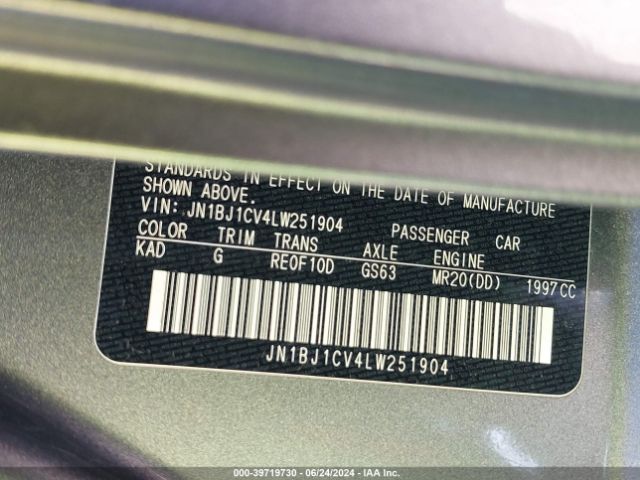 STANDARDS IN EFFECT ON THE DATE OF MANUFACTURE
SHOWN ABOVE.
VIN: JN1BJ1CV4LW251904 PASSENGER CAR
COLOR TRIM TRANS AXLE ENGINE
KAD G RE0F10D GS63 MR20(DD) 1997CC
JN1BJ1CV4LW251904
000-39719730 - 06/24/2024 - IAA Inc.